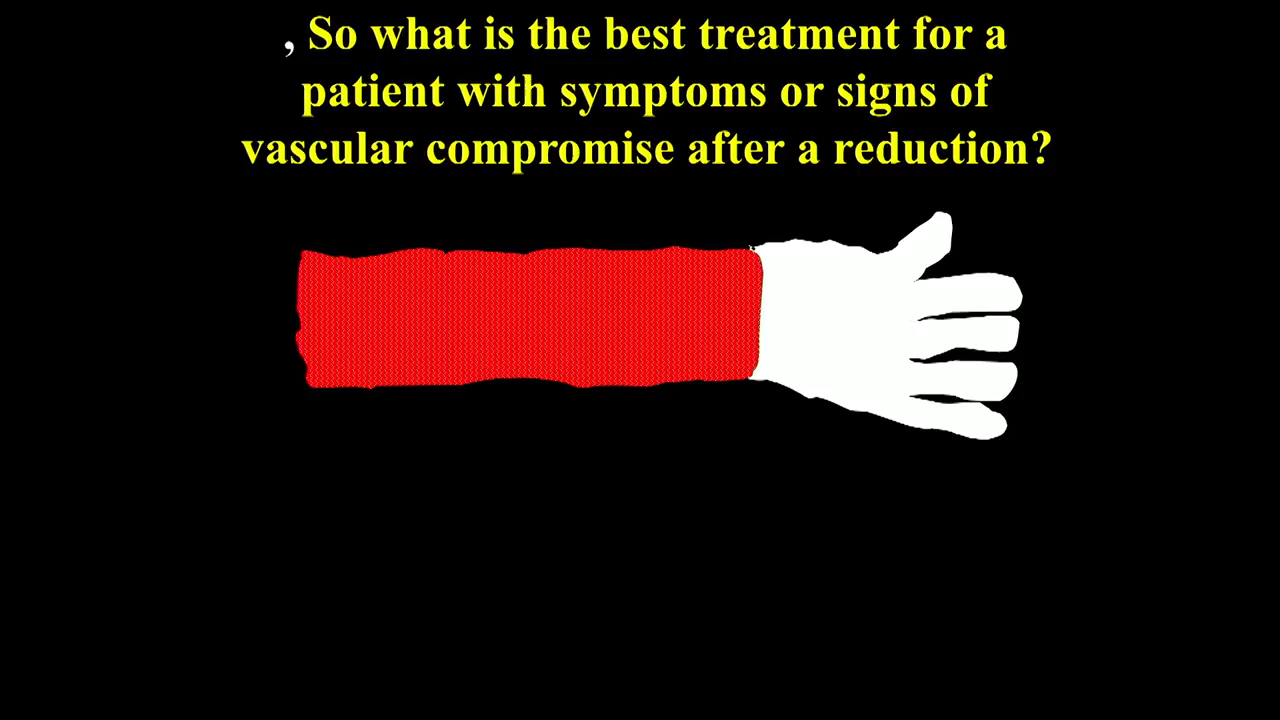 , So what is the best treatment for a
patient with symptoms or signs of
vascular compromise after a reduction?